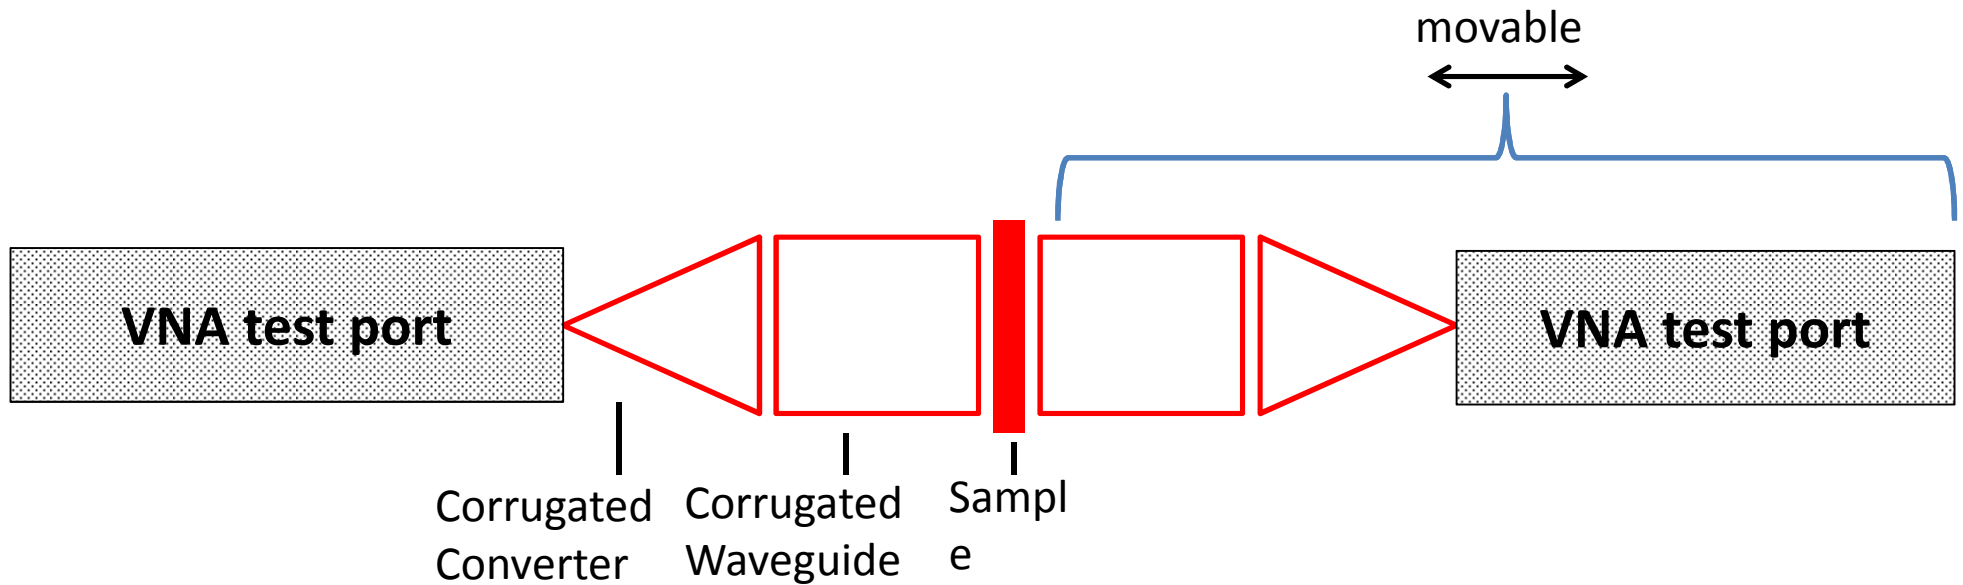 movable
VNA test port
VNA test port
Corrugated
Converter
Corrugated
Waveguide
Sampl
e